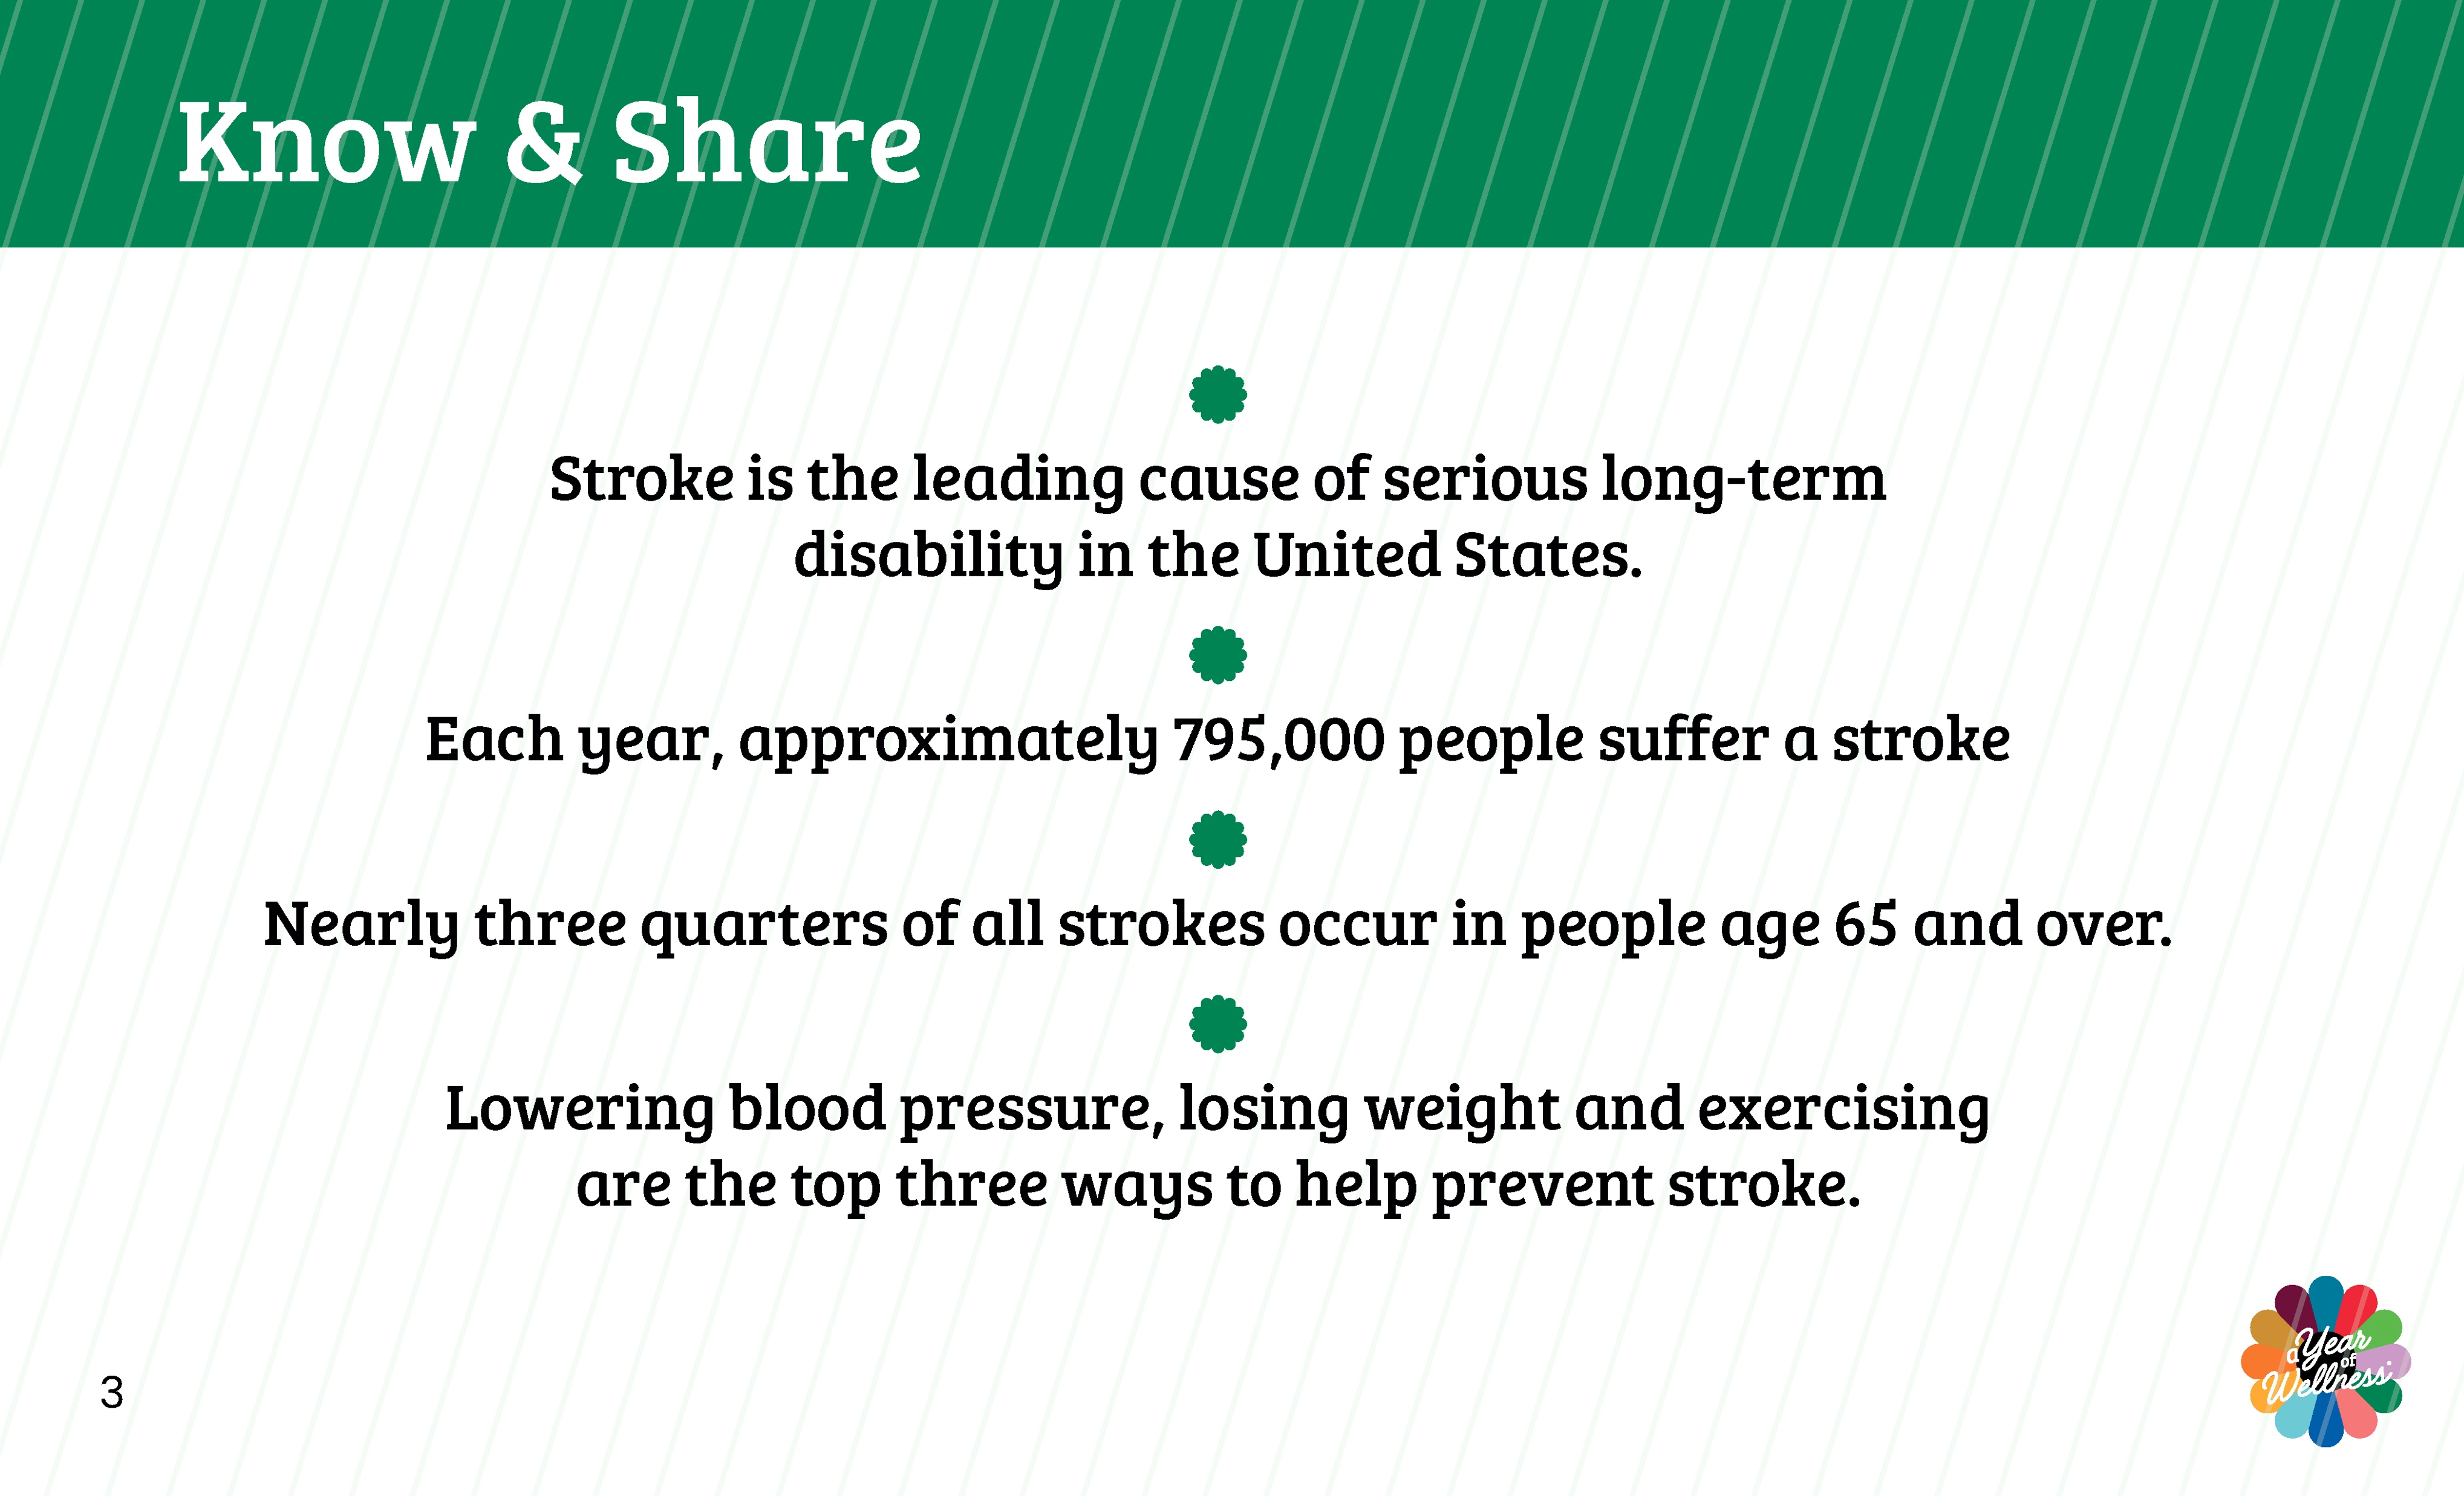 Know & Share
Stroke is the leading cause of serious long-term
disability in the United States.
Each year, approximately 795,000 people suffer a stroke
Nearly three quarters of all strokes occur in people age 65 and over.
Lowering blood pressure, losing weight and exercising
are the top three ways to help prevent stroke.
3
a Year
of
Wellness